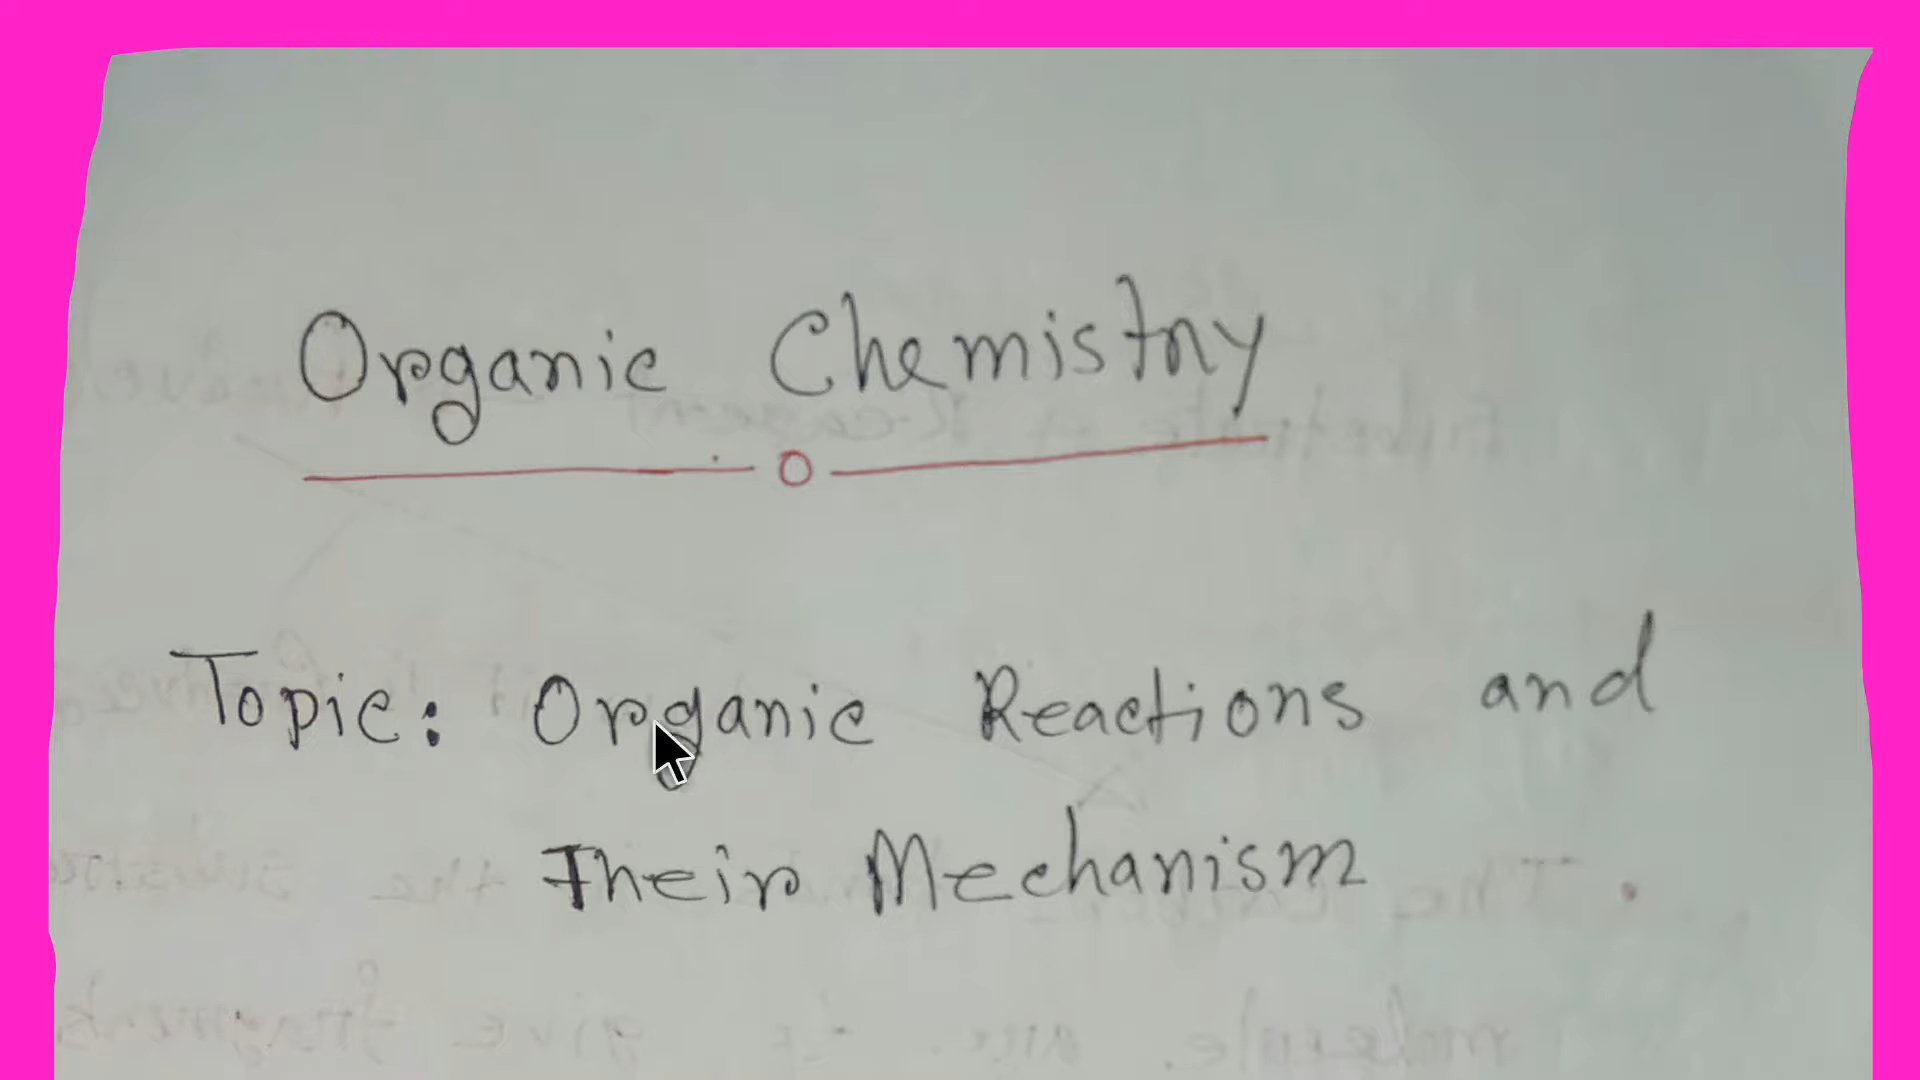 Organic Chemistry
Topic: Organic Reactions and
Their Mechanism